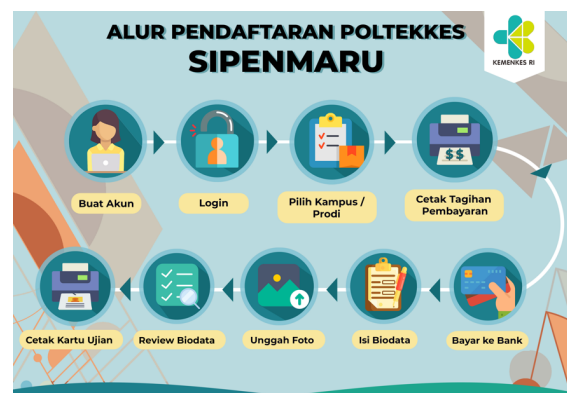 ALUR PENDAFTARAN POLTEKKES
SIPENMARU
KEMENKES RI
Buat Akun
Login
Pilih Kampus /
Prodi
$$
Cetak Tagihan
Pembayaran
Cetak Kartu Ujian
Review Biodata
Unggah Foto
Isi Biodata
Bayar ke Bank